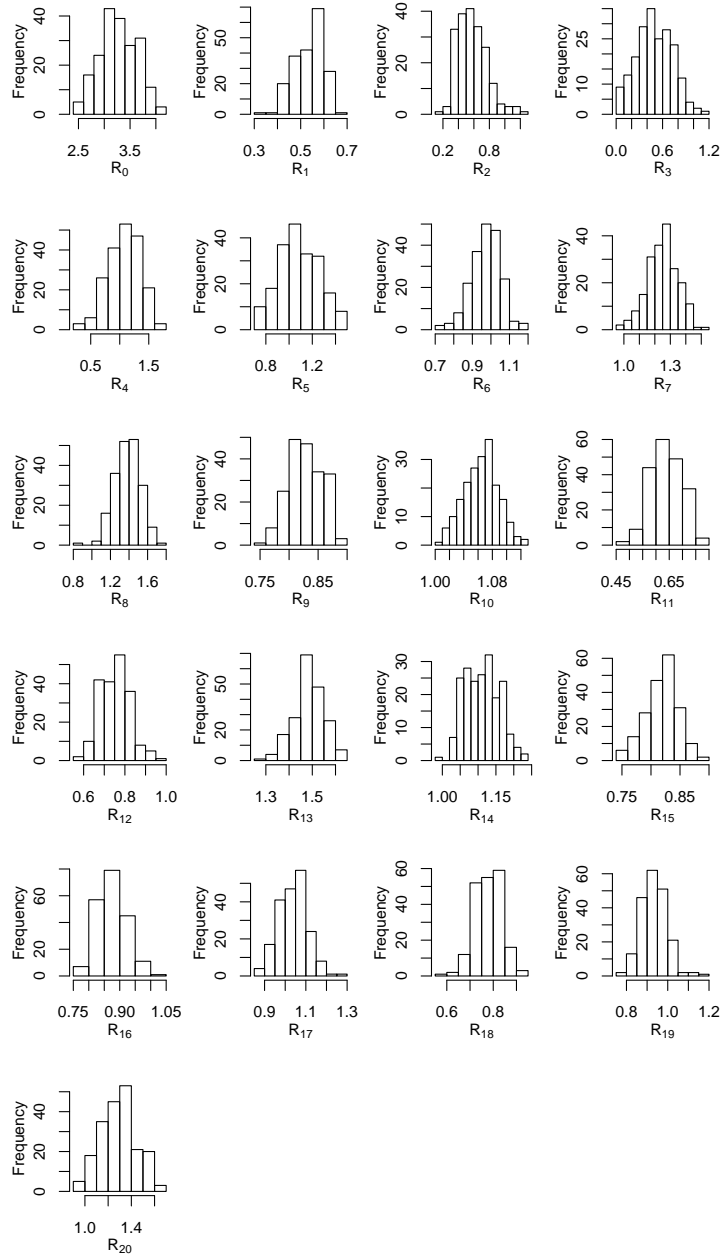 Frequency
0 20 40
2.5 3.5
R0
Frequency
0 20 50
0.3 0.5 0.7
R1
Frequency
0 20 40
0.2 0.8
R2
Frequency
0 10 25
0.0 0.6 1.2
R3
Frequency
0 20 40
0.5 1.5
R4
Frequency
0 20 40
0.8 1.2
R5
Frequency
0 20 40
0.7 0.9 1.1
R6
Frequency
0 20 40
1.0 1.3
R7
Frequency
0 20 40
0.8 1.2 1.6
R8
Frequency
0 20 40
0.75 0.85
R9
Frequency
0 10 30
1.00 1.08
R10
Frequency
0 20 40 60
0.45 0.65
R11
Frequency
0 20 40
0.6 0.8 1.0
R12
Frequency
0 20 50
1.3 1.5
R13
Frequency
0 10 20 30
1.00 1.15
R14
Frequency
0 20 40 60
0.75 0.85
R15
Frequency
0 20 60
0.75 0.90 1.05
R16
Frequency
0 20 40
0.9 1.1 1.3
R17
Frequency
0 20 40 60
0.6 0.8
R18
Frequency
0 20 40 60
0.8 1.0 1.2
R19
Frequency
0 20 40
1.0 1.4
R20